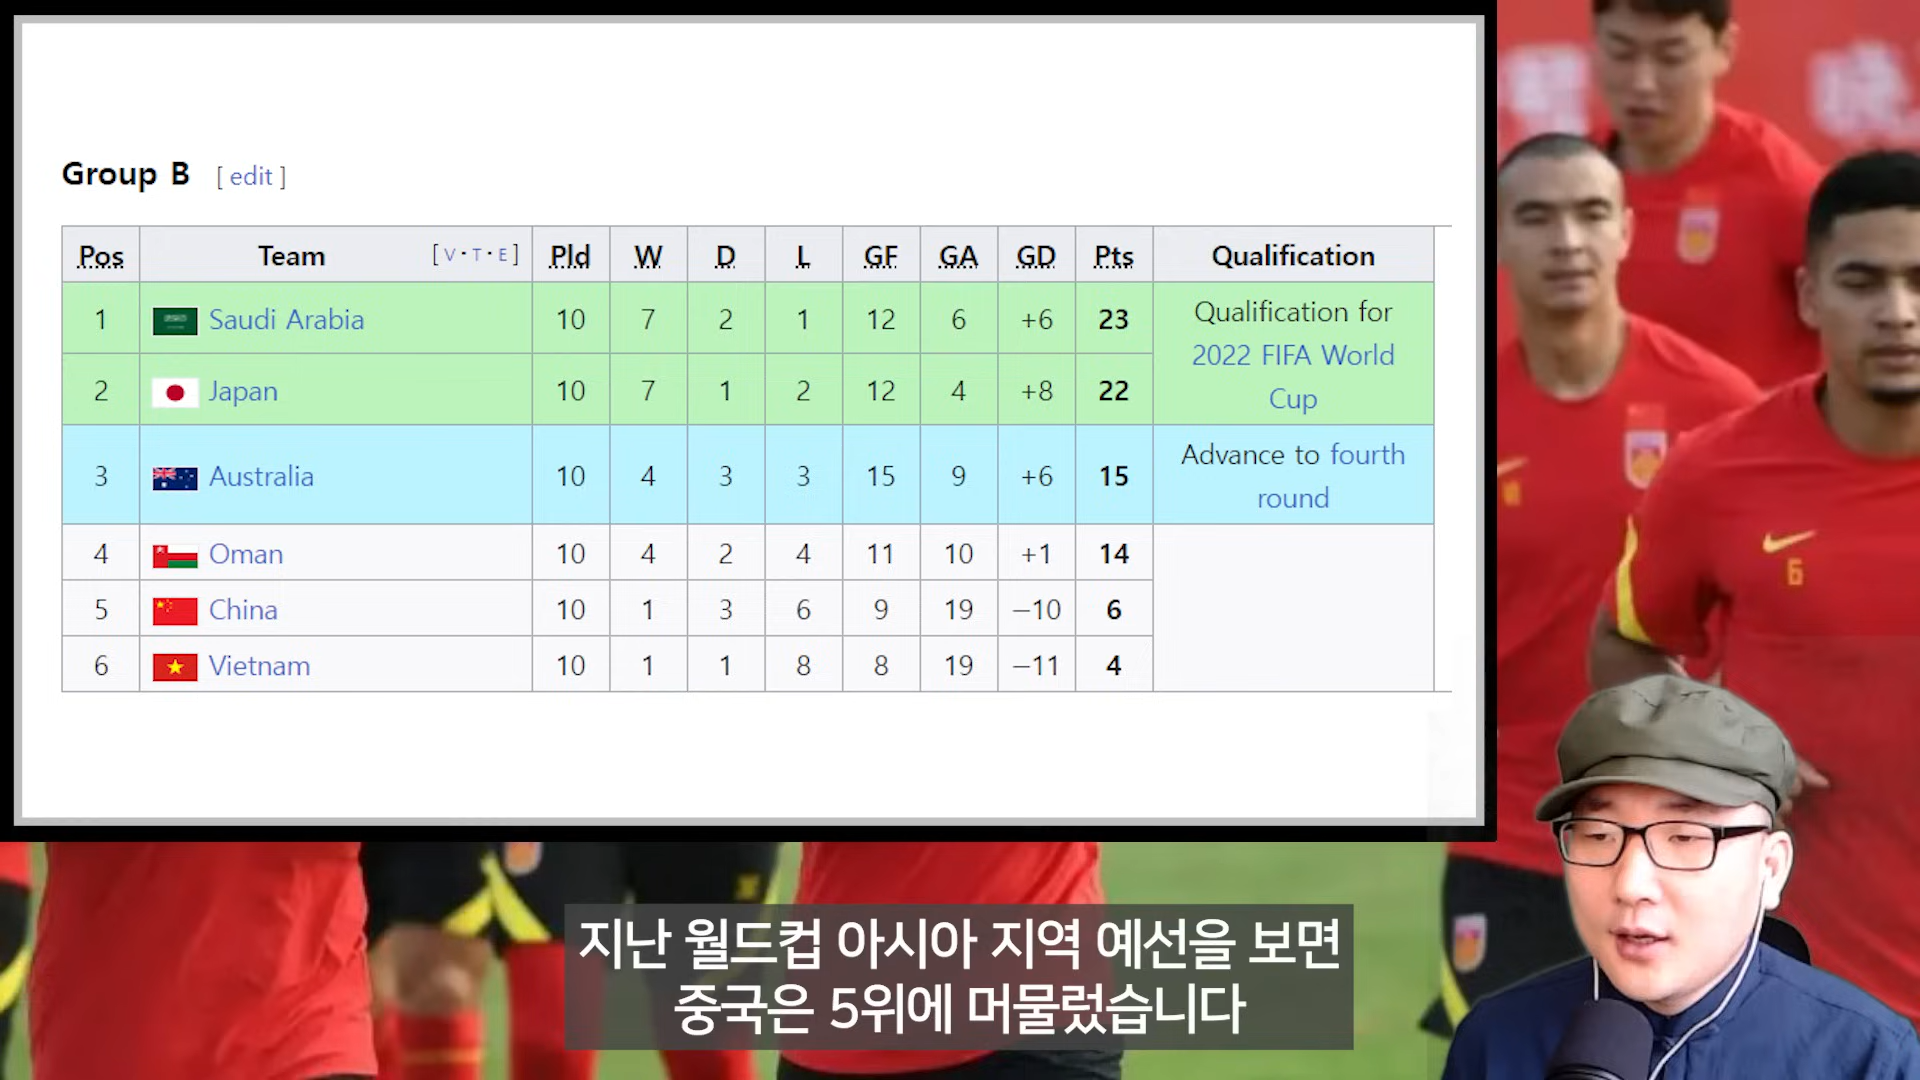 Group B [ edit ]
Pos Team [ V · T · E ] Pld W D L GF GA GD Pts Qualification
1 Saudi Arabia 10 7 2 1 12 6 +6 23 Qualification for 2022 FIFA World Cup
2 Japan 10 7 1 2 12 4 +8 22
3 Australia 10 4 3 3 15 9 +6 15 Advance to fourth round
4 Oman 10 4 2 4 11 10 +1 14
5 China 10 1 3 6 9 19 −10 6
6 Vietnam 10 1 1 8 8 19 −11 4
6
지난 월드컵 아시아 지역 예선을 보면
중국은 5위에 머물렀습니다